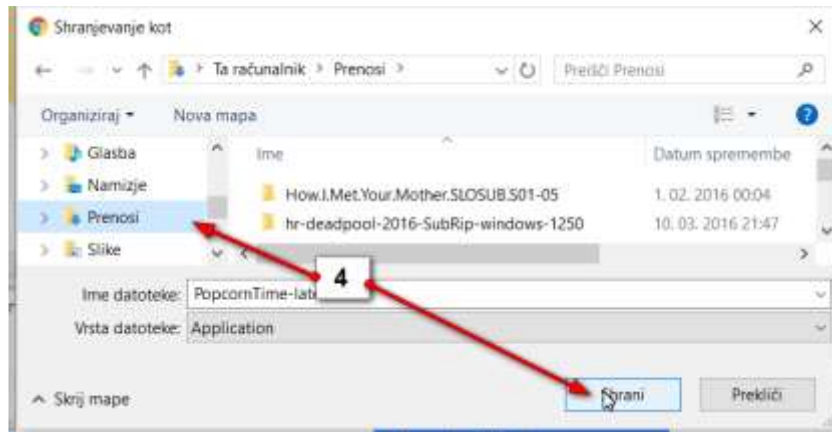 Shranjevanje kot
Ta računalnik > Prenosi >
Preišči Prenosi
Organiziraj
Nova mapa
Glasba
Namizje
Prenosi
Slike
Ime
Datum spremembe
How.I.Met.Your.Mother.SLOSUB.S01-05
1. 02. 2016 00:04
hr-deadpool-2016-SubRip-windows-1250
10. 03. 2016 21:47
4
Ime datoteke: PopcornTime-lat
Vrsta datoteke: Application
Skrij mape
Shrani
Prekliči